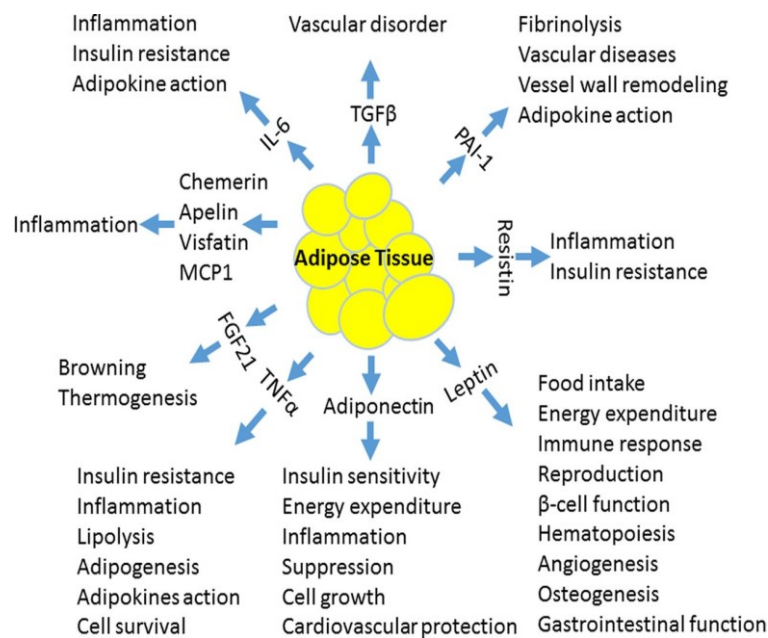 Inflammation
Insulin resistance
Adipokine action
IL-6
Vascular disorder
TGFβ
Fibrinolysis
Vascular diseases
Vessel wall remodeling
Adipokine action
PAI-1
Chemerin
Apelin
Visfatin
MCP1
Inflammation
Adipose Tissue
Resistin
Inflammation
Insulin resistance
FGF21
Browning
Thermogenesis
TNFα
Insulin resistance
Inflammation
Lipolysis
Adipogenesis
Adipokines action
Cell survival
Adiponectin
Insulin sensitivity
Energy expenditure
Inflammation
Suppression
Cell growth
Cardiovascular protection
Leptin
Food intake
Energy expenditure
Immune response
Reproduction
β-cell function
Hematopoiesis
Angiogenesis
Osteogenesis
Gastrointestinal function